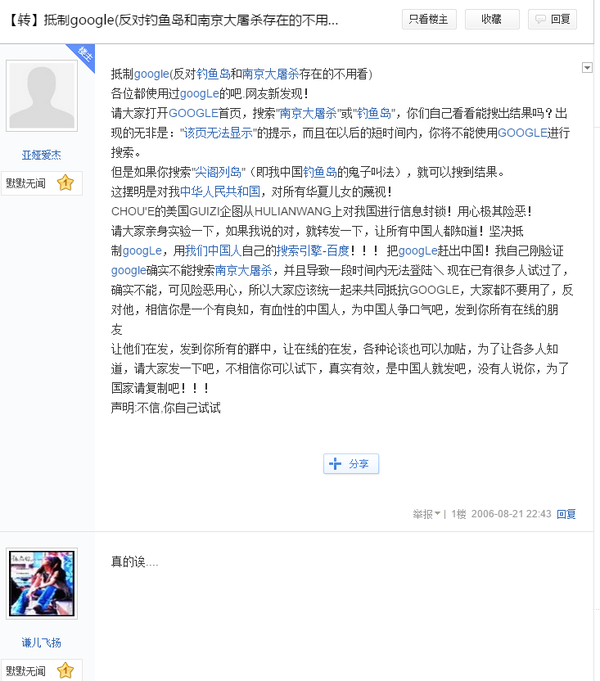 【转】抵制google(反对钓鱼岛和南京大屠杀存在的不用...
只看楼主
收藏
回复
楼主
抵制google(反对钓鱼岛和南京大屠杀存在的不用看)
各位都使用过googLe的吧.网友新发现！
请大家打开GOOGLE首页，搜索"南京大屠杀"或"钓鱼岛"，你们自己看看能搜出结果吗？出
现的无非是："该页无法显示"的提示，而且在以后的短时间内，你将不能使用GOOGLE进行
搜索。
但是如果你搜索"尖阁列岛"（即我中国钓鱼岛的鬼子叫法），就可以搜到结果。
这摆明是对我中华人民共和国，对所有华夏儿女的蔑视！
CHOU'E的美国GUIZI企图从HULIANWANG上对我国进行信息封锁！用心极其险恶！
请大家亲身实验一下，如果我说的对，就转发一下，让所有中国人都知道！坚决抵
制googLe，用我们中国人自己的搜索引擎-百度！！！ 把googLe赶出中国！我自己刚验证
google确实不能搜索南京大屠杀，并且导致一段时间内无法登陆＼ 现在已有很多人试过了，
确实不能，可见险恶用心，所以大家应该统一起来共同抵抗GOOGLE，大家都不要用了，反
对他，相信你是一个有良知，有血性的中国人，为中国人争口气吧，发到你所有在线的朋
友
让他们在发，发到你所有的群中，让在线的在发，各种论谈也可以加贴，为了让各多人知
道，请大家发一下吧，不相信你可以试下，真实有效，是中国人就发吧，没有人说你，为了
国家请复制吧！！！
声明:不信.你自己试试
亚娅爱杰
默默无闻 1
分享
举报 | 1楼 2006-08-21 22:43 回复
真的诶....
谦儿飞扬
默默无闻 1